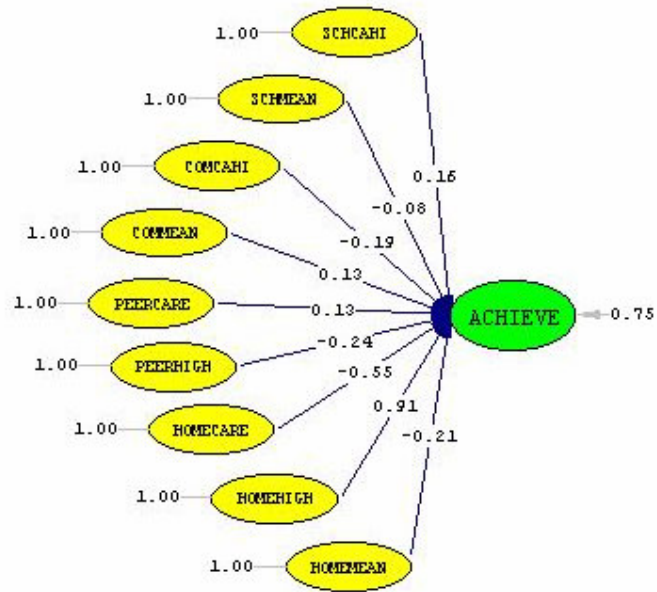 1.00 SCHCAHI
1.00 SCHMEAN
1.00 COMCAHI
0.15
-0.08
-0.19
1.00 COMMEAN
0.13
1.00 PEERCARE
0.13
ACHIEVE 0.75
-0.24
1.00 PEERHIGH
-0.55
1.00 HOMECARE
0.91
-0.21
1.00 HOMEHIGH
1.00 HOMEMEAN